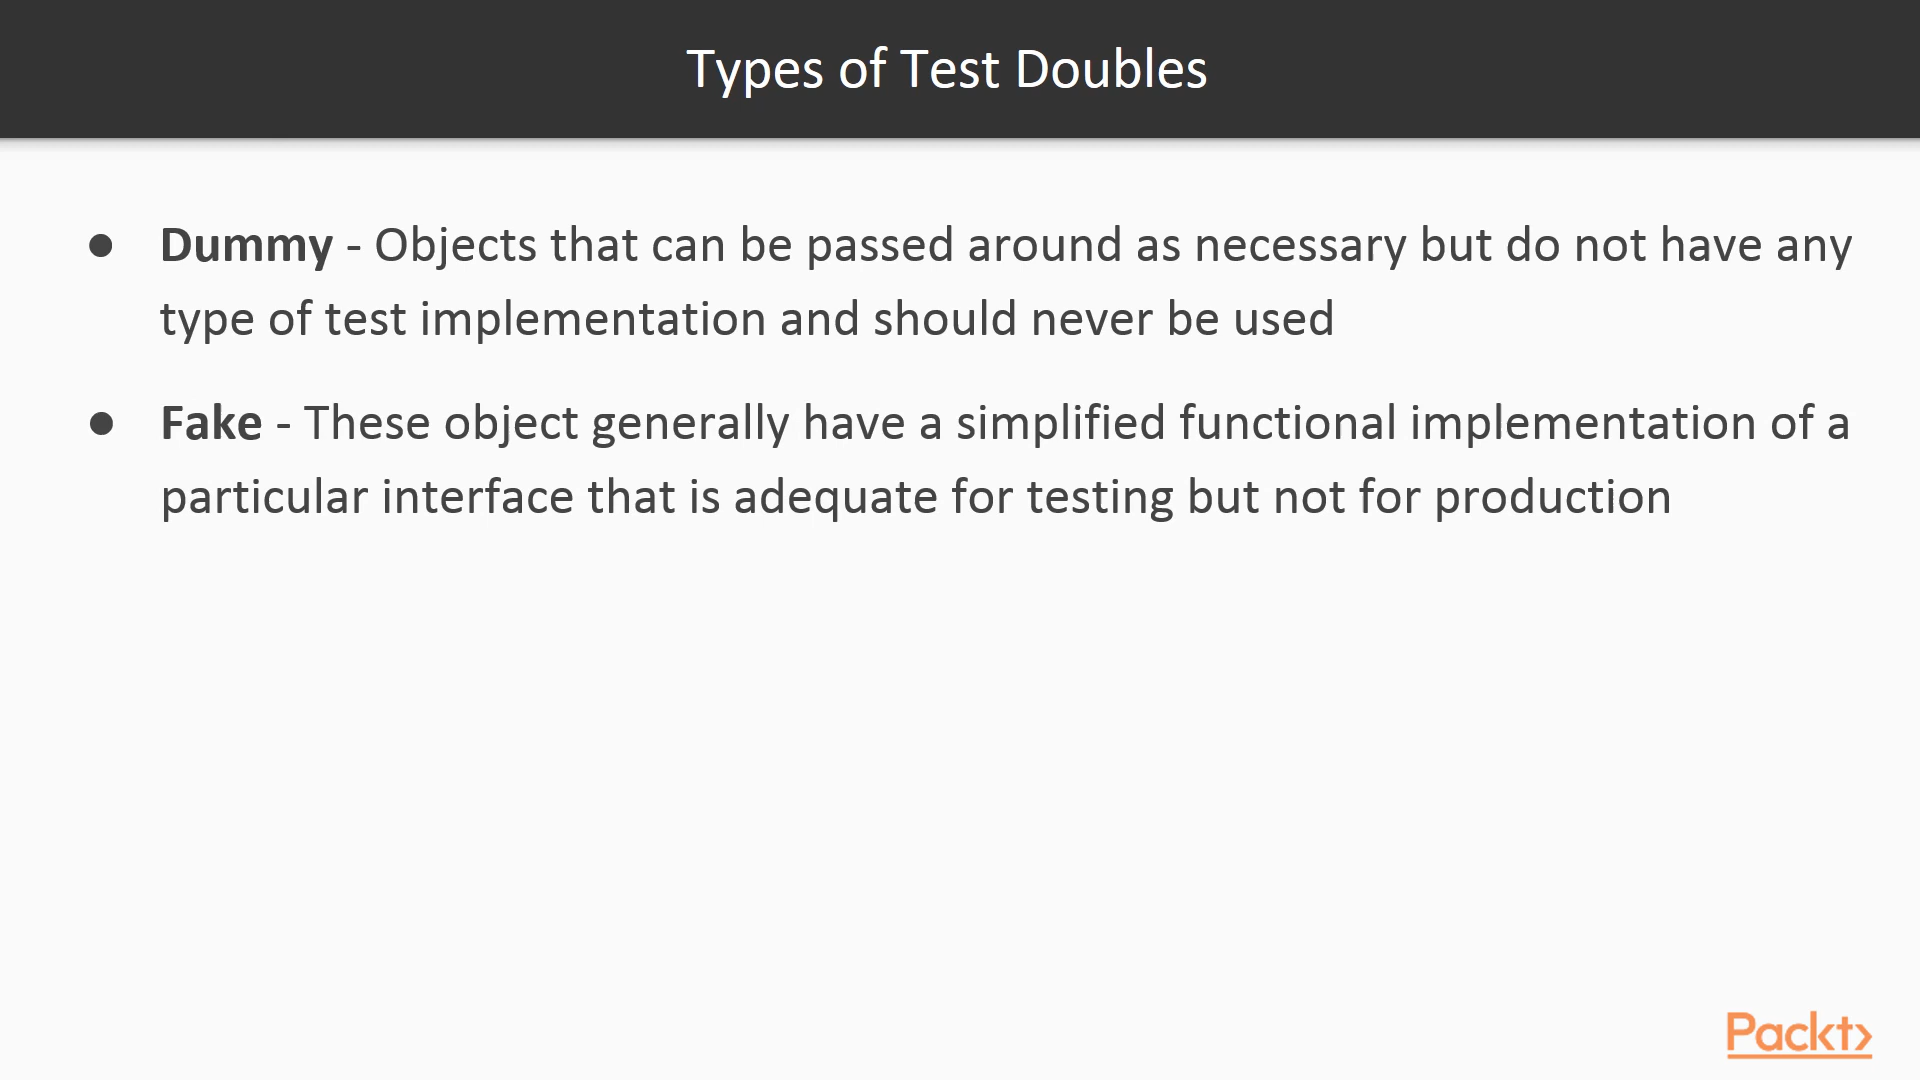 Types of Test Doubles
● Dummy - Objects that can be passed around as necessary but do not have any
type of test implementation and should never be used
● Fake - These object generally have a simplified functional implementation of a
particular interface that is adequate for testing but not for production
Packt>